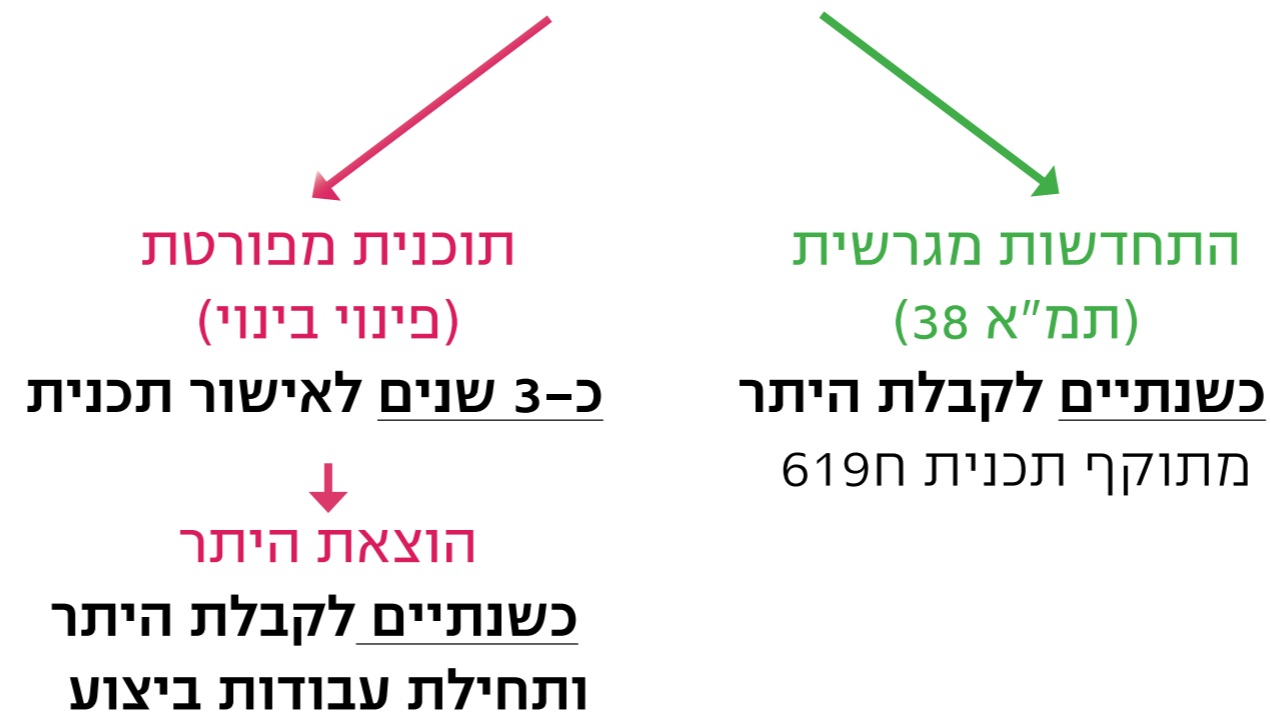 התחדשות מגרשית
(תמ"א 38)
כשנתיים לקבלת היתר
מתוקף תכנית ח619
תוכנית מפורטת
(פינוי בינוי)
כ–3 שנים לאישור תכנית
הוצאת היתר
כשנתיים לקבלת היתר
ותחילת עבודות ביצוע